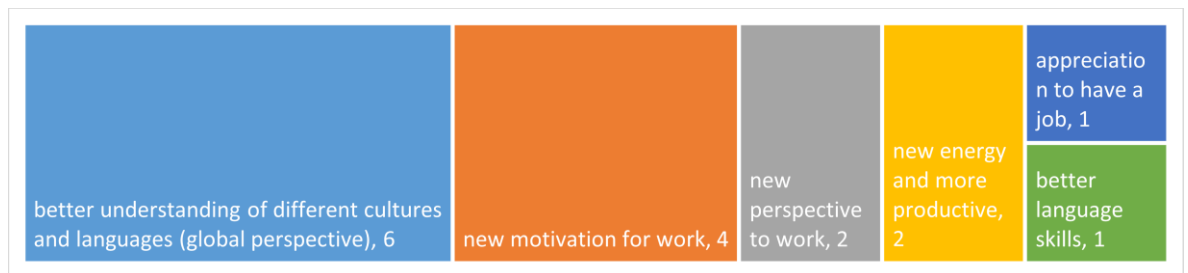 better understanding of different cultures
and languages (global perspective), 6
new motivation for work, 4
new
perspective
to work, 2
new energy
and more
productive,
2
appreciatio
n to have a
job, 1
better
language
skills, 1